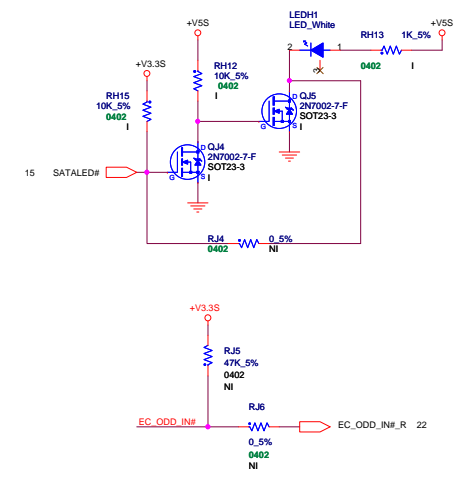 LEDH1
LED_White
+V5S
2
1
RH13
1K_5%
+V5S
3
0402
I
+V3.3S
RH12
10K_5%
0402
I
RH15
10K_5%
0402
I
D
QJ5
2N7002-7-F
SOT23-3
G
S
I
D
QJ4
2N7002-7-F
SOT23-3
G
S
I
15
SATALED#
RJ4
0_5%
0402
NI
+V3.3S
RJ5
47K_5%
0402
NI
RJ6
EC_ODD_IN#
EC_ODD_IN#_R
22
0_5%
0402
NI